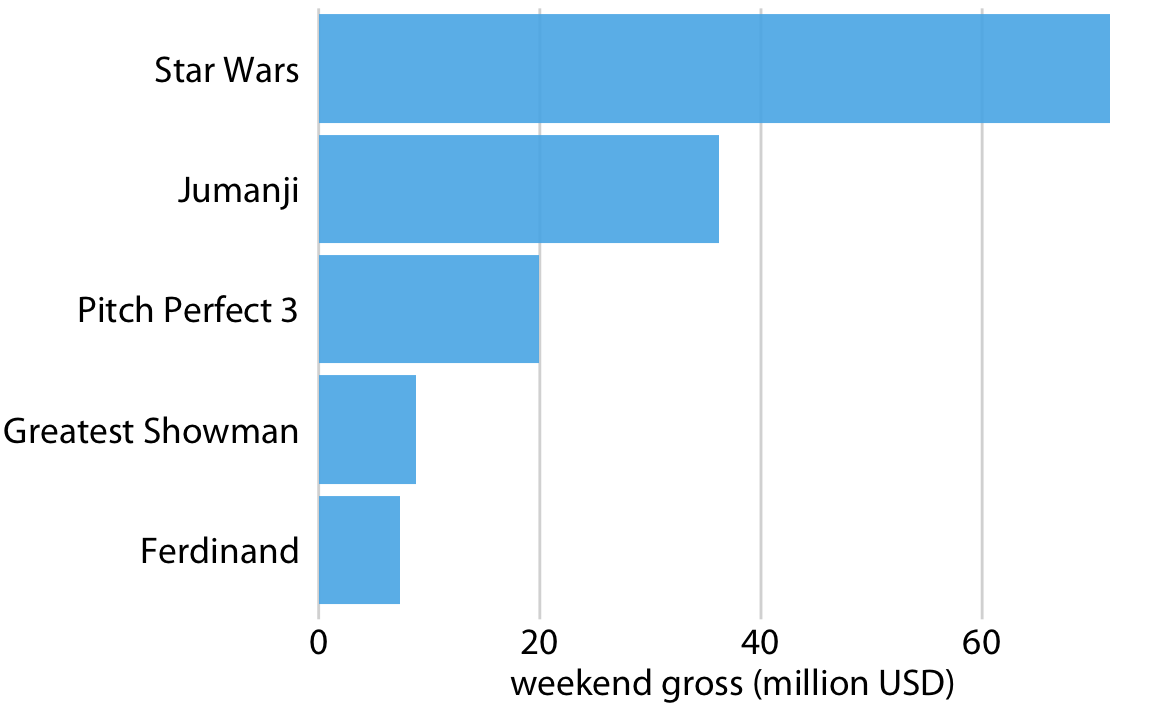 Star Wars
Jumanji
Pitch Perfect 3
Greatest Showman
Ferdinand
0 20 40 60
weekend gross (million USD)